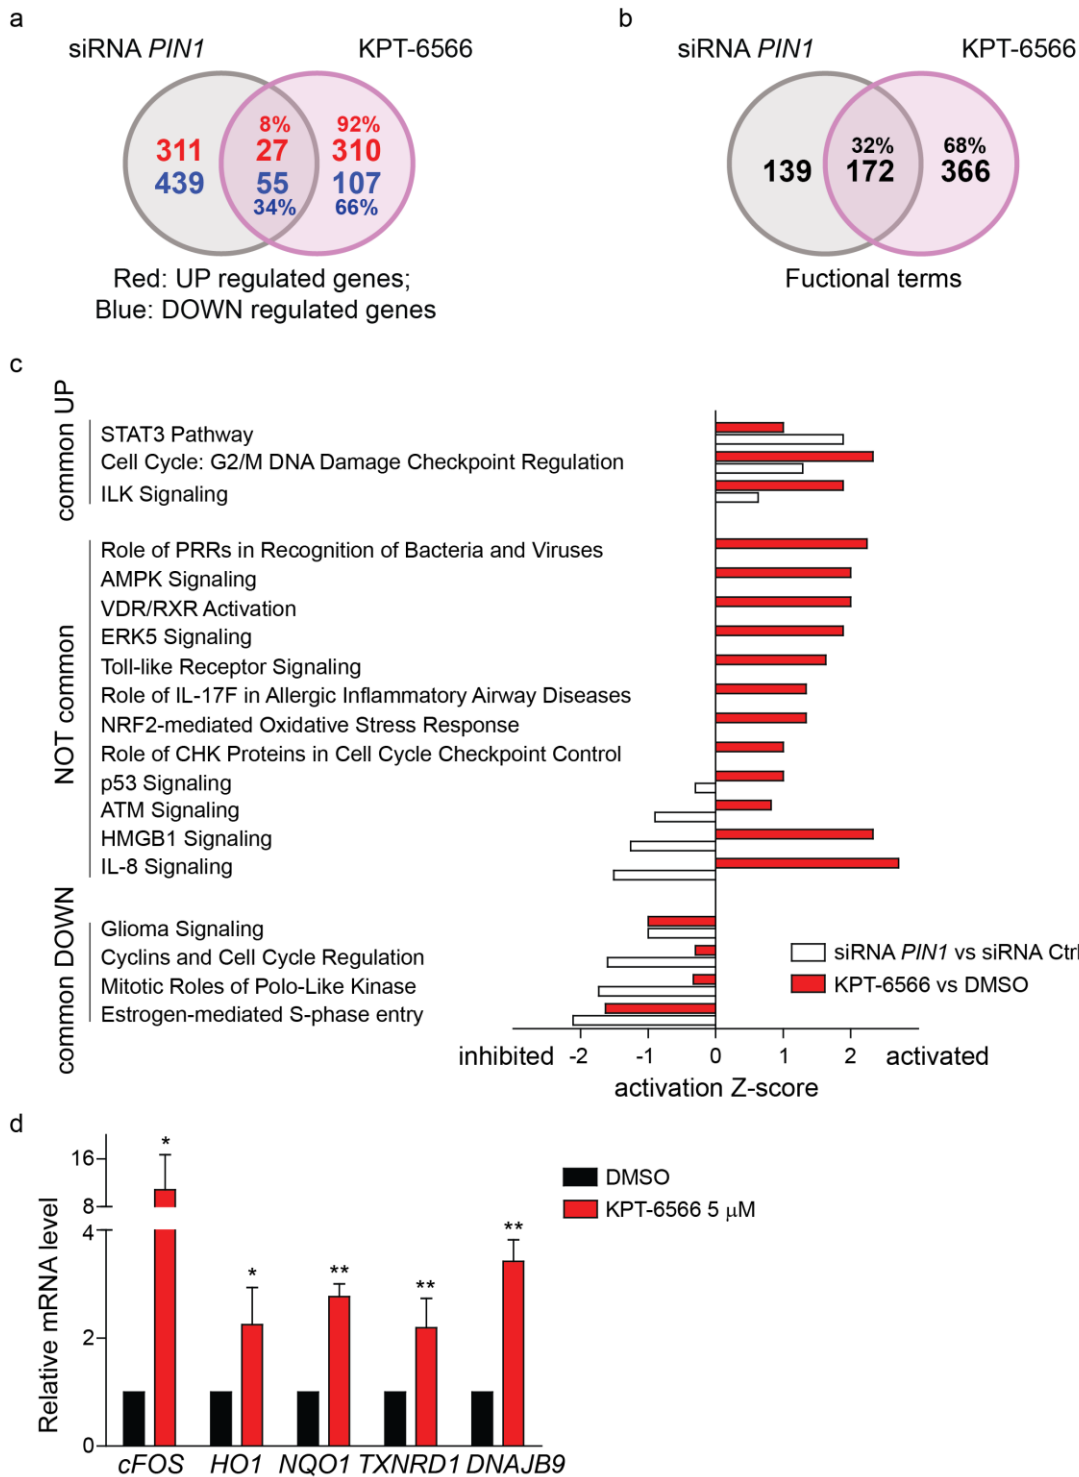 a
siRNA PIN1
KPT-6566
8%
92%
311
27
310
439
55
107
34%
66%
Red: UP regulated genes;
Blue: DOWN regulated genes
b
siRNA PIN1
KPT-6566
32%
68%
139
172
366
Fuctional terms
c
common UP
STAT3 Pathway
Cell Cycle: G2/M DNA Damage Checkpoint Regulation
ILK Signaling
NOT common
Role of PRRs in Recognition of Bacteria and Viruses
AMPK Signaling
VDR/RXR Activation
ERK5 Signaling
Toll-like Receptor Signaling
Role of IL-17F in Allergic Inflammatory Airway Diseases
NRF2-mediated Oxidative Stress Response
Role of CHK Proteins in Cell Cycle Checkpoint Control
p53 Signaling
ATM Signaling
HMGB1 Signaling
IL-8 Signaling
common DOWN
Glioma Signaling
Cyclins and Cell Cycle Regulation
Mitotic Roles of Polo-Like Kinase
Estrogen-mediated S-phase entry
siRNA PIN1 vs siRNA Ctrl
KPT-6566 vs DMSO
inhibited -2 -1 0 1 2 activated
activation Z-score
d
Relative mRNA level
16
8
4
2
0
*
*
**
**
**
DMSO
KPT-6566 5 μM
cFOS HO1 NQO1 TXNRD1 DNAJB9